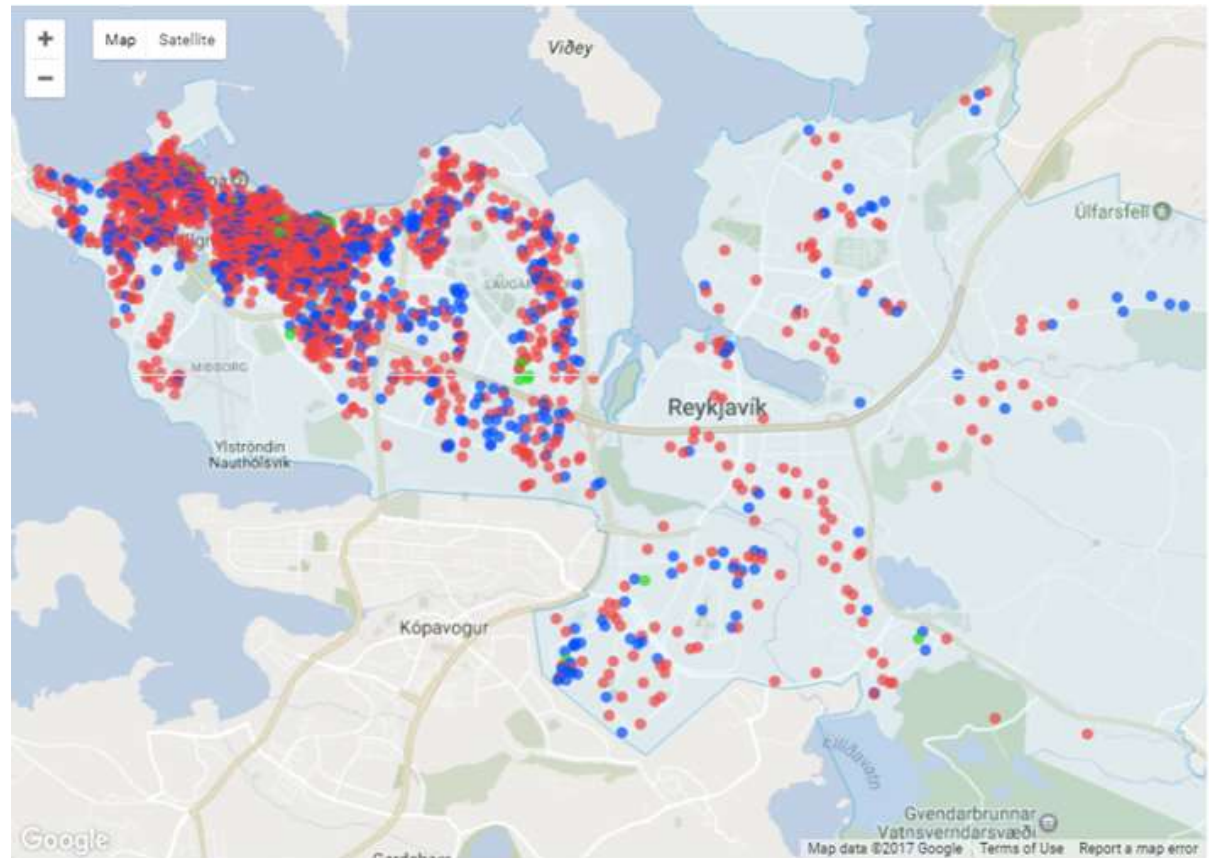 +
Map Satellite
−
Viðey
Úlfarsfell
MIÐBORG
Reykjavík
Ylströndin
Nauthólsvík
Kópavogur
Elliðavatn
Gvendarbrunnar
Vatnsverndarsvæði
Google
Map data ©2017 Google Terms of Use Report a map error